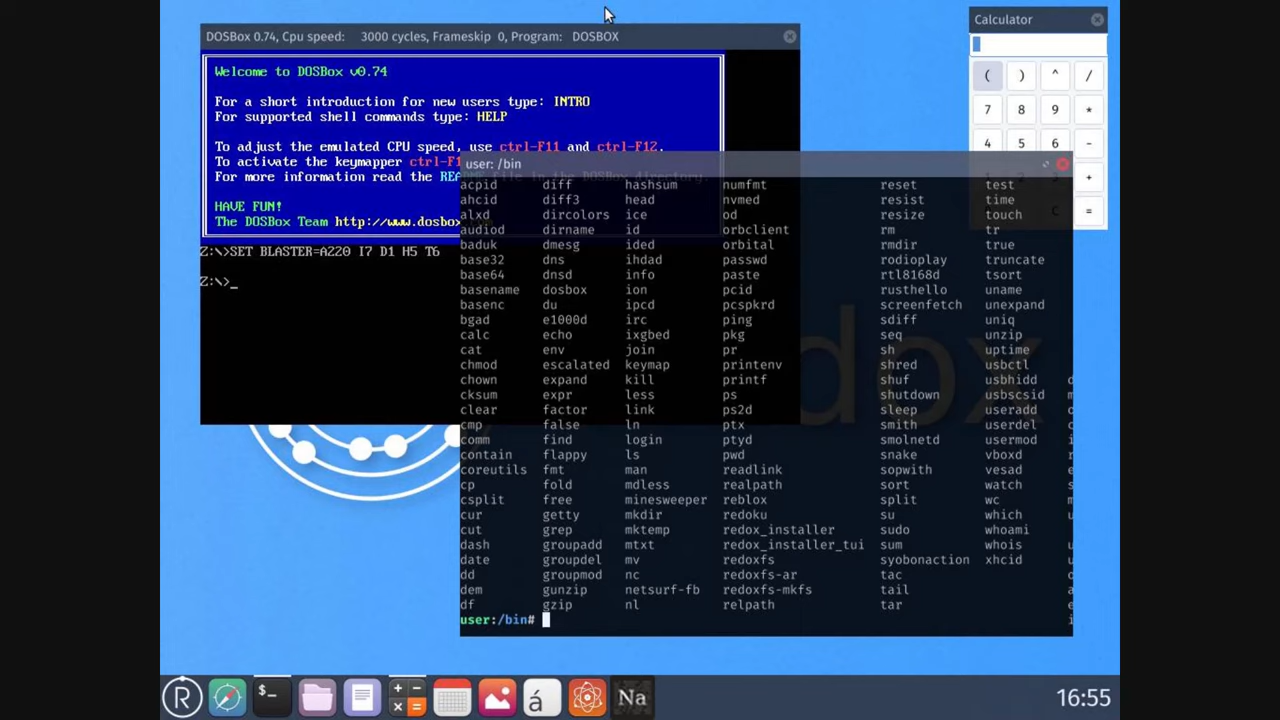 DOSBox 0.74, Cpu speed: 3000 cycles, Frameskip 0, Program: DOSBOX
Welcome to DOSBox v0.74
For a short introduction for new users type: INTRO
For supported shell commands type: HELP
To adjust the emulated CPU speed, use ctrl-F11 and ctrl-F12.
To activate the keymapper ctrl-F1
For more information read the README file in the DOSBox directory.
HAVE FUN!
The DOSBox Team http://www.dosbox
Z:\>SET BLASTER=A220 I7 D1 H5 T6
Z:\>_
Calculator
( ) ^ /
7 8 9 *
4 5 6 -
+
C =
user: /bin
acpid diff hashsum numfmt reset test
ahcid diff3 head nvmed resist time
alxd dircolors ice od resize touch
audiod dirname id orbclient rm tr
baduk dmesg ided orbital rmdir true
base32 dns ihdad passwd rodioplay truncate
base64 dnsd info paste rtl8168d tsort
basename dosbox ion pcid rusthello uname
basenc du ipcd pcspkrd screenfetch unexpand
bgad e1000d irc ping sdiff uniq
calc echo ixgbed pkg seq unzip
cat env join pr sh uptime
chmod escalated keymap printenv shred usbctl
chown expand kill printf shuf usbhidd
cksum expr less ps shutdown usbscsid
clear factor link ps2d sleep useradd
cmp false ln ptx smith userdel
comm find login ptyd smolnetd usermod
contain flappy ls pwd snake vboxd
coreutils fmt man readlink sopwith vesad
cp fold mdless realpath sort watch
csplit free minesweeper reblox split wc
cur getty mkdir redoku su which
cut grep mktemp redox_installer sudo whoami
dash groupadd mtxt redox_installer_tui sum whois
date groupdel mv redoxfs syobonaction xhcid
dd groupmod nc redoxfs-ar tac
dem gunzip netsurf-fb redoxfs-mkfs tail
df gzip nl relpath tar
user:/bin#
dox
R $_ á Na
16:55